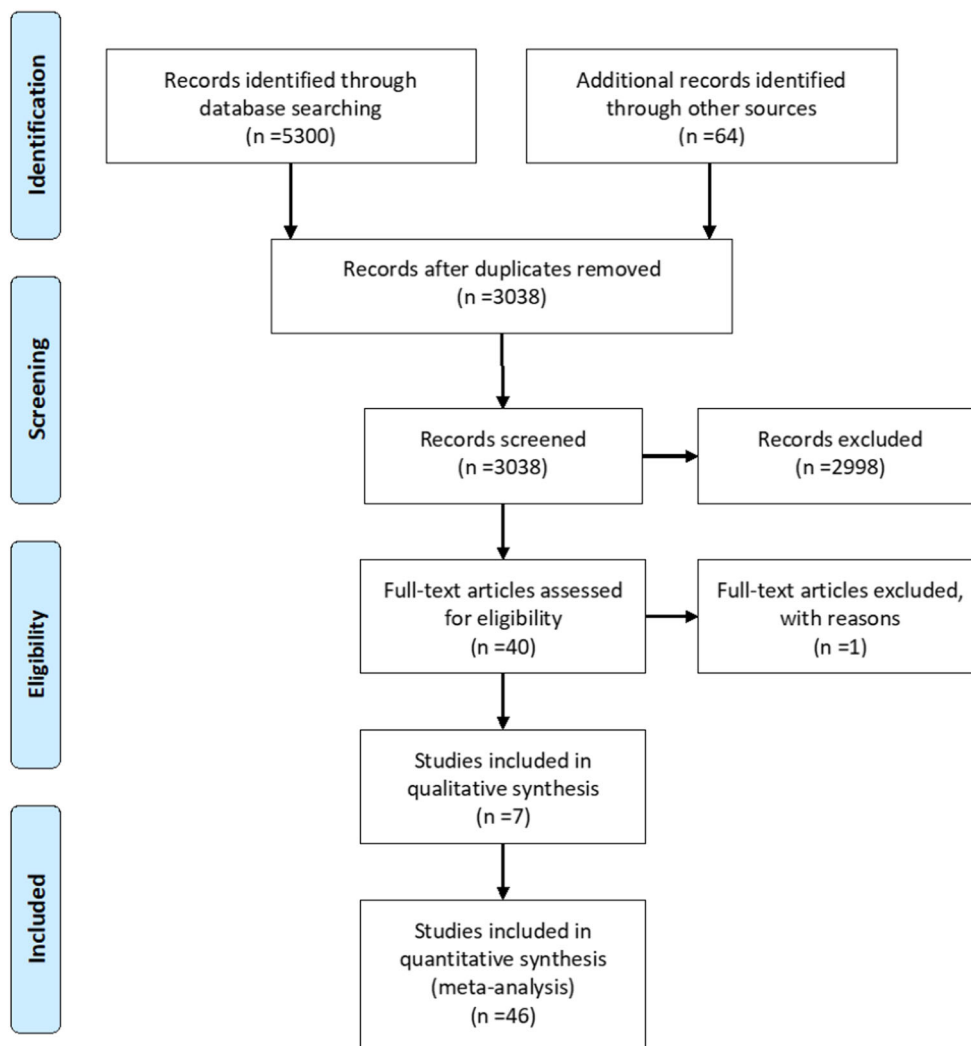 Identification
Records identified through
database searching
(n =5300)
Additional records identified
through other sources
(n =64)
Records after duplicates removed
(n =3038)
Screening
Records screened
(n =3038)
Records excluded
(n =2998)
Eligibility
Full-text articles assessed
for eligibility
(n =40)
Full-text articles excluded,
with reasons
(n =1)
Studies included in
qualitative synthesis
(n =7)
Included
Studies included in
quantitative synthesis
(meta-analysis)
(n =46)